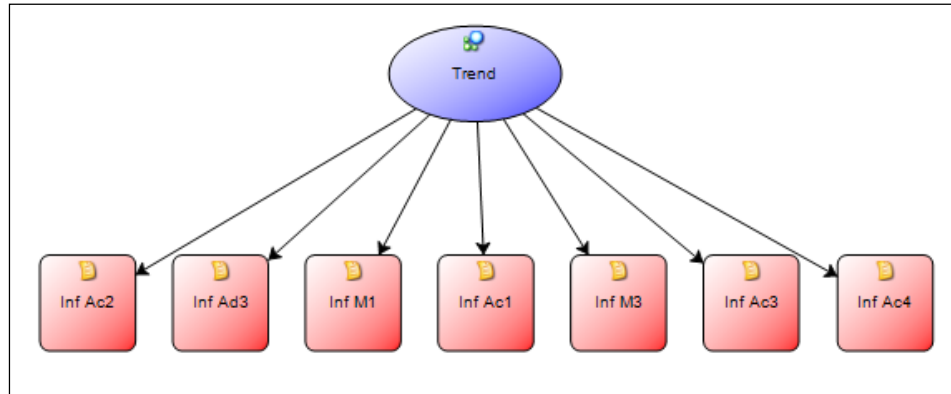 Trend
Inf Ac2
Inf Ad3
Inf M1
Inf Ac1
Inf M3
Inf Ac3
Inf Ac4